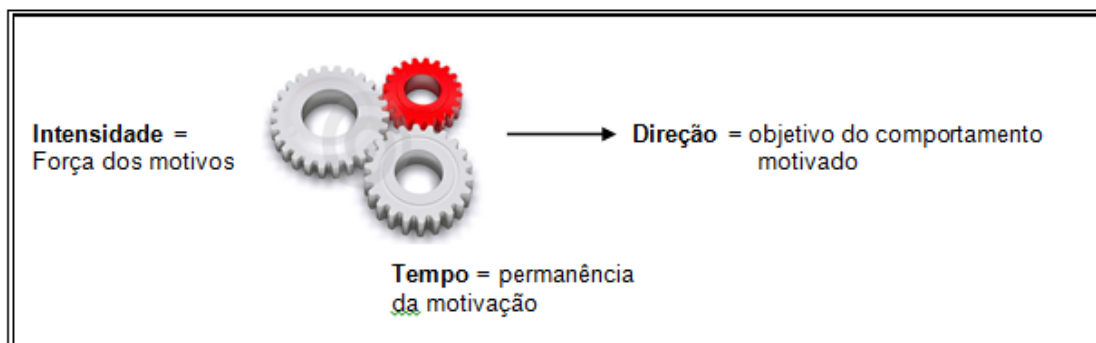 Intensidade =
Força dos motivos
Direção = objetivo do comportamento
motivado
Tempo = permanência
da motivação